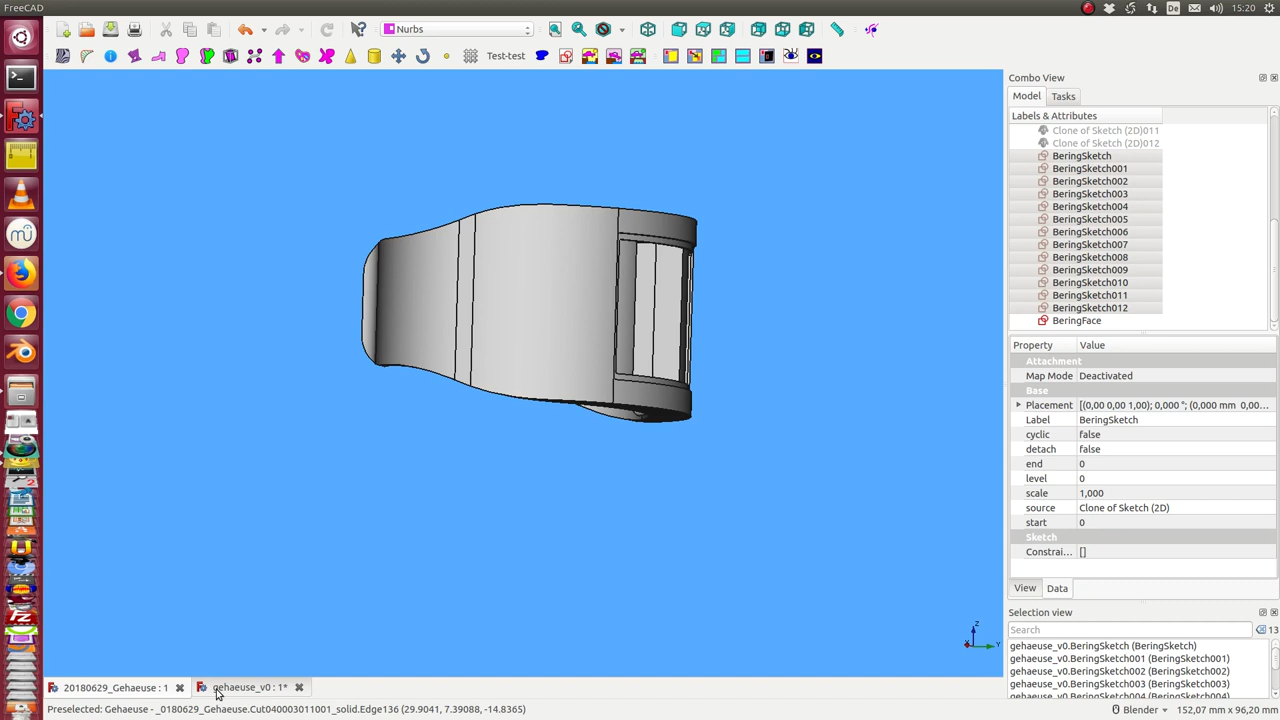 FreeCAD
De
15:20
Nurbs
Test-test
Combo View
Model
Tasks
Labels & Attributes
Clone of Sketch (2D)011
Clone of Sketch (2D)012
BeringSketch
BeringSketch001
BeringSketch002
BeringSketch003
BeringSketch004
BeringSketch005
BeringSketch006
BeringSketch007
BeringSketch008
BeringSketch009
BeringSketch010
BeringSketch011
BeringSketch012
BeringFace
Property Value
Attachment
Map Mode Deactivated
Base
Placement [(0,00 0,00 1,00); 0,000 °; (0,000 mm 0,00...
Label BeringSketch
cyclic false
detach false
end 0
level 0
scale 1,000
source Clone of Sketch (2D)
start 0
Sketch
Constrai... []
View Data
Selection view
Search
13
gehaeuse_v0.BeringSketch (BeringSketch)
gehaeuse_v0.BeringSketch001 (BeringSketch001)
gehaeuse_v0.BeringSketch002 (BeringSketch002)
gehaeuse_v0.BeringSketch003 (BeringSketch003)
gehaeuse_v0.BeringSketch004 (BeringSketch004)
Z
Y
20180629_Gehaeuse : 1
gehaeuse_v0 : 1*
Preselected: Gehaeuse - _0180629_Gehaeuse.Cut040003011001_solid.Edge136 (29.9041, 7.39088, -14.8365)
Blender
152,07 mm x 96,20 mm